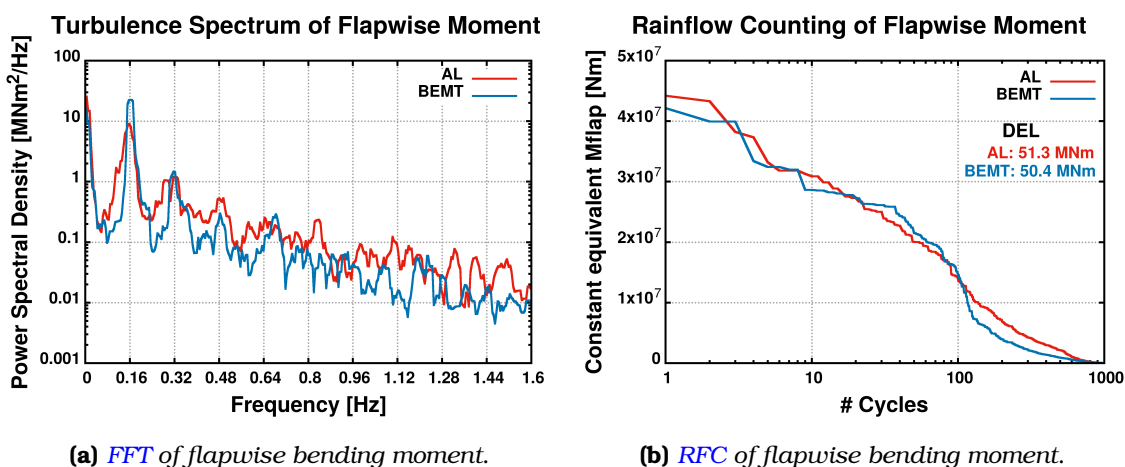 Turbulence Spectrum of Flapwise Moment
Power Spectral Density [MNm²/Hz]
100
10
1
0.1
0.01
0.001
AL
BEMT
0 0.16 0.32 0.48 0.64 0.8 0.96 1.12 1.28 1.44 1.6
Frequency [Hz]
(a) FFT of flapwise bending moment.
Rainflow Counting of Flapwise Moment
Constant equivalent Mflap [Nm]
5x10⁷
4x10⁷
3x10⁷
2x10⁷
1x10⁷
0
AL
BEMT
DEL
AL: 51.3 MNm
BEMT: 50.4 MNm
1 10 100 1000
# Cycles
(b) RFC of flapwise bending moment.